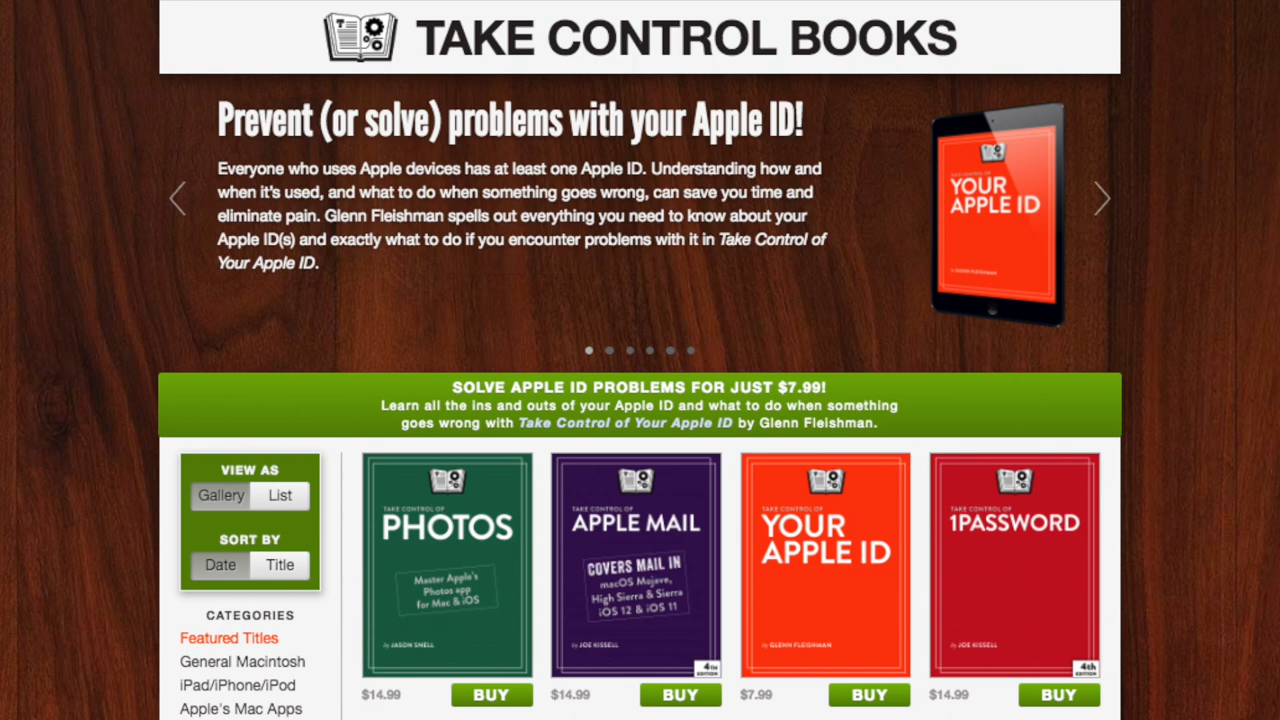 TAKE CONTROL BOOKS
Prevent (or solve) problems with your Apple ID!
Everyone who uses Apple devices has at least one Apple ID. Understanding how and
when it's used, and what to do when something goes wrong, can save you time and
eliminate pain. Glenn Fleishman spells out everything you need to know about your
Apple ID(s) and exactly what to do if you encounter problems with it in Take Control of
Your Apple ID.
TAKE CONTROL OF
YOUR
APPLE ID
by GLENN FLEISHMAN
SOLVE APPLE ID PROBLEMS FOR JUST $7.99!
Learn all the ins and outs of your Apple ID and what to do when something
goes wrong with Take Control of Your Apple ID by Glenn Fleishman.
VIEW AS
Gallery
List
SORT BY
Date
Title
CATEGORIES
Featured Titles
General Macintosh
iPad/iPhone/iPod
Apple's Mac Apps
TAKE CONTROL OF
PHOTOS
Master Apple's
Photos app
for Mac & iOS
by JASON SNELL
$14.99
BUY
TAKE CONTROL OF
APPLE MAIL
COVERS MAIL IN
macOS Mojave,
High Sierra & Sierra
iOS 12 & iOS 11
by JOE KISSELL
4TH
EDITION
$14.99
BUY
TAKE CONTROL OF
YOUR
APPLE ID
by GLENN FLEISHMAN
$7.99
BUY
TAKE CONTROL OF
1PASSWORD
by JOE KISSELL
4th
EDITION
$14.99
BUY